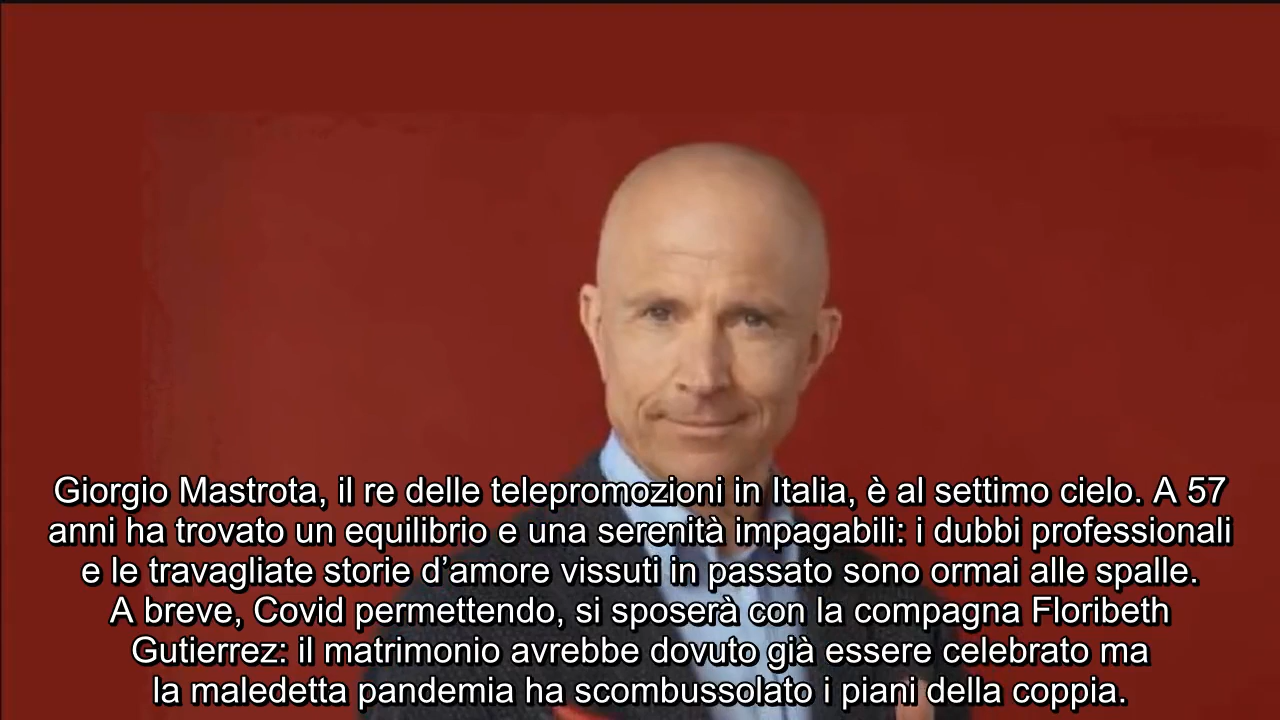 Giorgio Mastrota, il re delle telepromozioni in Italia, è al settimo cielo. A 57
anni ha trovato un equilibrio e una serenità impagabili: i dubbi professionali
e le travagliate storie d’amore vissuti in passato sono ormai alle spalle.
A breve, Covid permettendo, si sposerà con la compagna Floribeth
Gutierrez: il matrimonio avrebbe dovuto già essere celebrato ma
la maledetta pandemia ha scombussolato i piani della coppia.